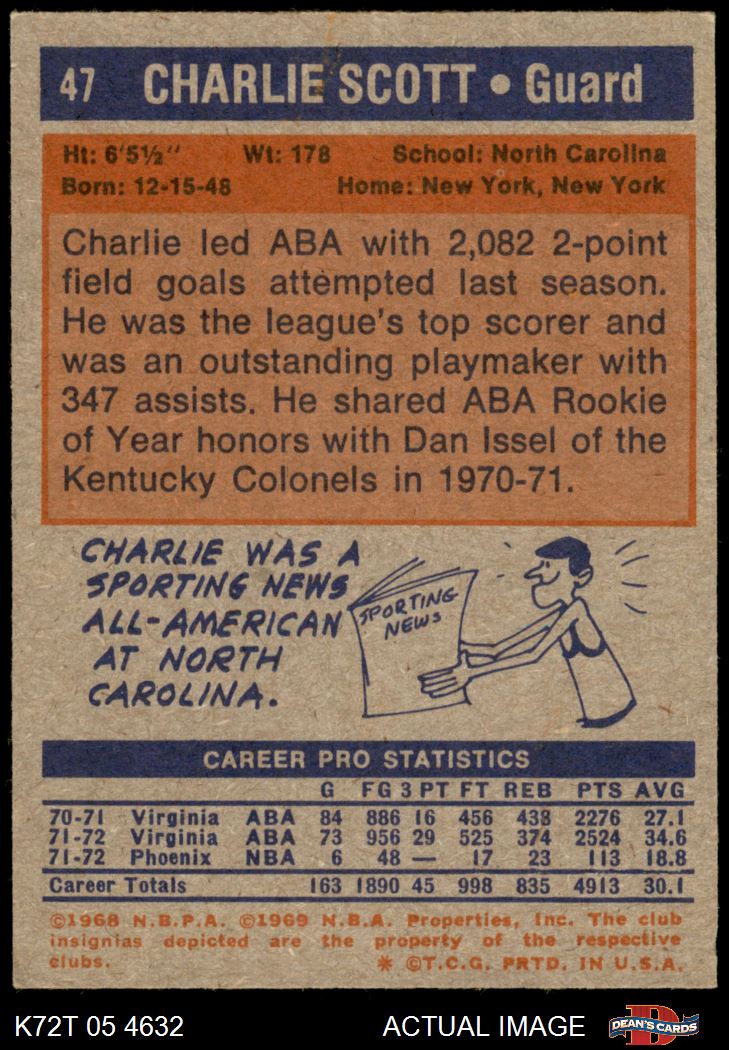 47 CHARLIE SCOTT • Guard
Ht: 6'5½" Wt: 178 School: North Carolina
Born: 12-15-48 Home: New York, New York
Charlie led ABA with 2,082 2-point
field goals attempted last season.
He was the league's top scorer and
was an outstanding playmaker with
347 assists. He shared ABA Rookie
of Year honors with Dan Issel of the
Kentucky Colonels in 1970-71.
CHARLIE WAS A
SPORTING NEWS
ALL-AMERICAN
AT NORTH
CAROLINA.
SPORTING
NEWS
CAREER PRO STATISTICS
G FG 3 PT FT REB PTS AVG
70-71 Virginia ABA 84 886 16 456 438 2276 27.1
71-72 Virginia ABA 73 956 29 525 374 2524 34.6
71-72 Phoenix NBA 6 48 — 17 23 113 18.8
Career Totals 163 1890 45 998 835 4913 30.1
©1968 N.B.P.A. ©1969 N.B.A. Properties, Inc. The club
insignias depicted are the property of the respective
clubs. * ©T.C.G. PRTD. IN U.S.A.
K72T 05 4632 ACTUAL IMAGE D DEAN'S CARDS